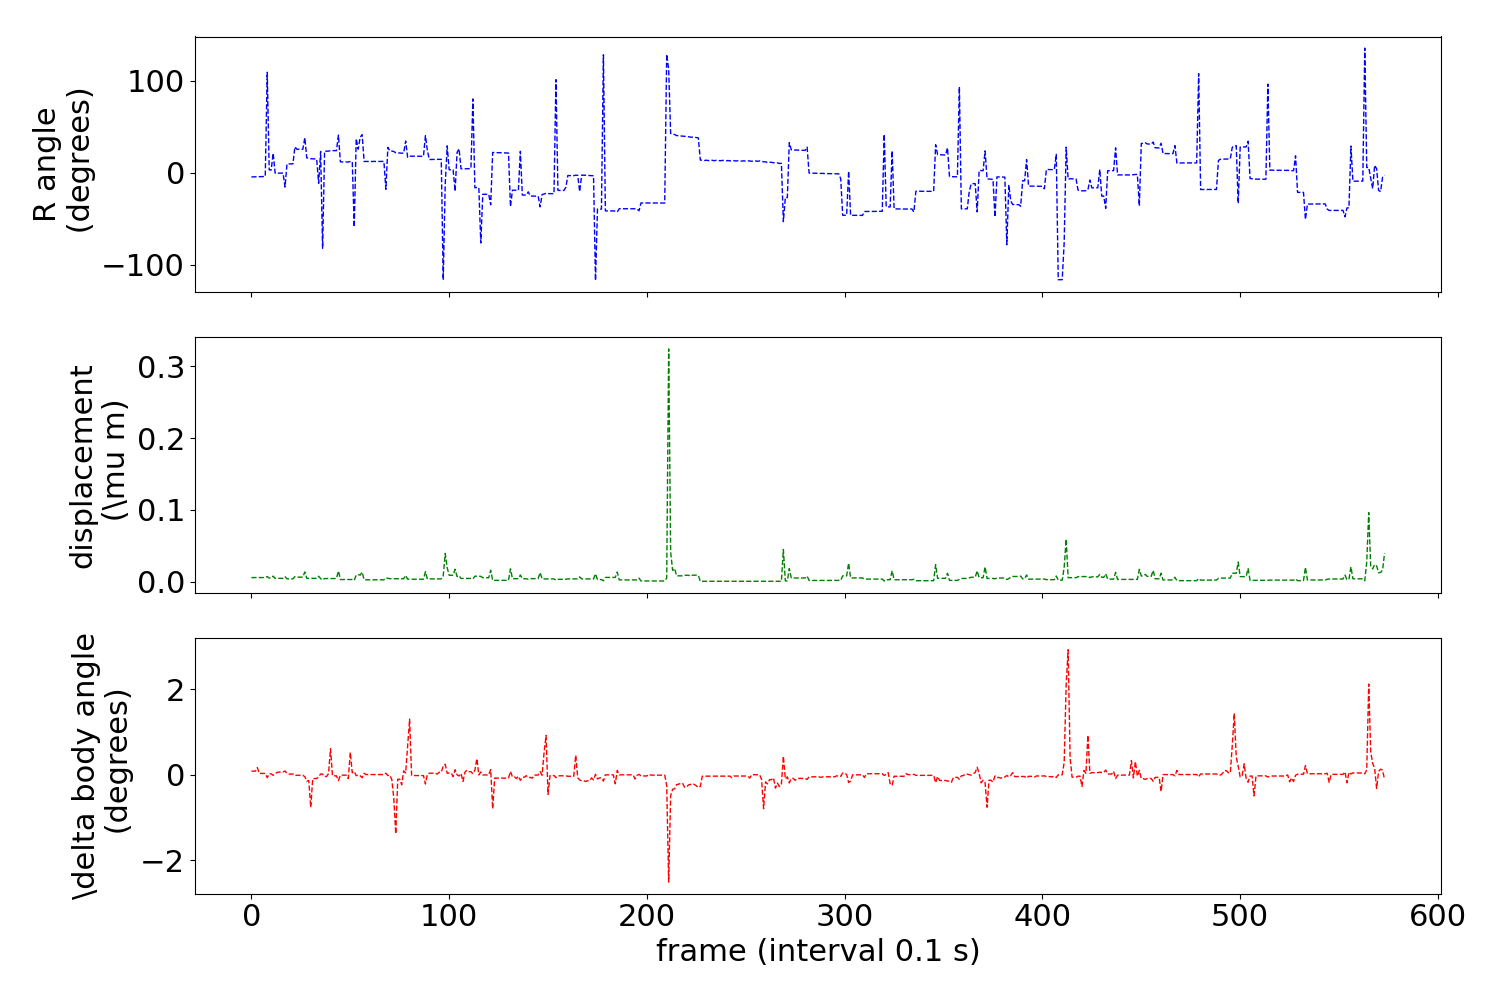 R angle
(degrees)
100
0
−100
displacement
(\mu m)
0.3
0.2
0.1
0.0
\delta body angle
(degrees)
2
0
−2
0 100 200 300 400 500 600
frame (interval 0.1 s)